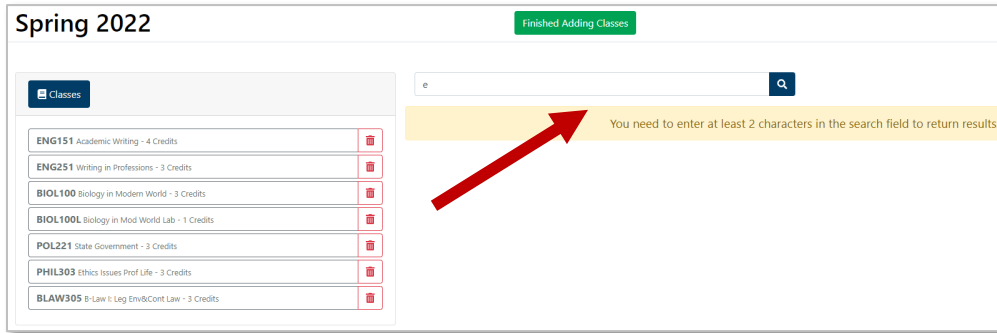 Spring 2022
Finished Adding Classes
Classes
e
You need to enter at least 2 characters in the search field to return results
ENG151 Academic Writing - 4 Credits
ENG251 Writing in Professions - 3 Credits
BIOL100 Biology in Modern World - 3 Credits
BIOL100L Biology in Mod World Lab - 1 Credits
POL221 State Government - 3 Credits
PHIL303 Ethics Issues Prof Life - 3 Credits
BLAW305 B-Law I: Leg Env&Cont Law - 3 Credits